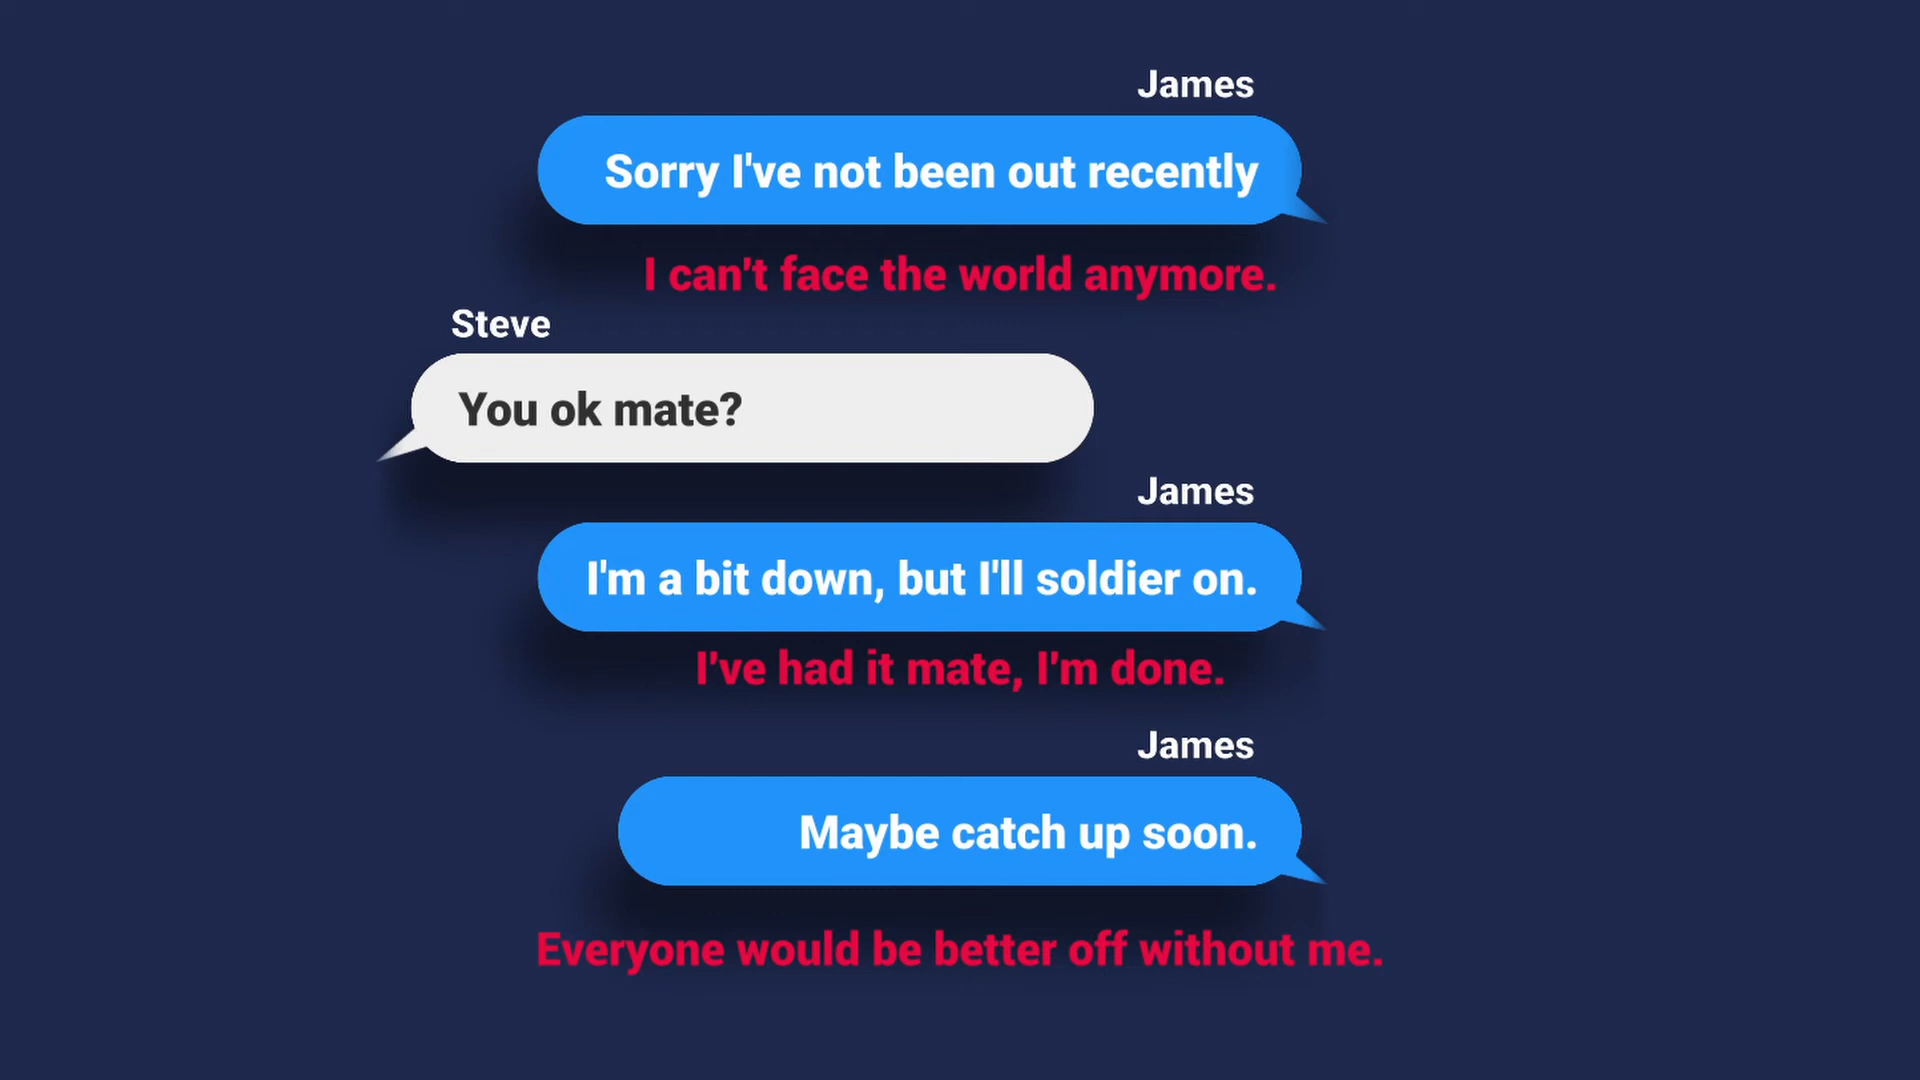 James
Sorry I've not been out recently
I can't face the world anymore.
Steve
You ok mate?
James
I'm a bit down, but I'll soldier on.
I've had it mate, I'm done.
James
Maybe catch up soon.
Everyone would be better off without me.